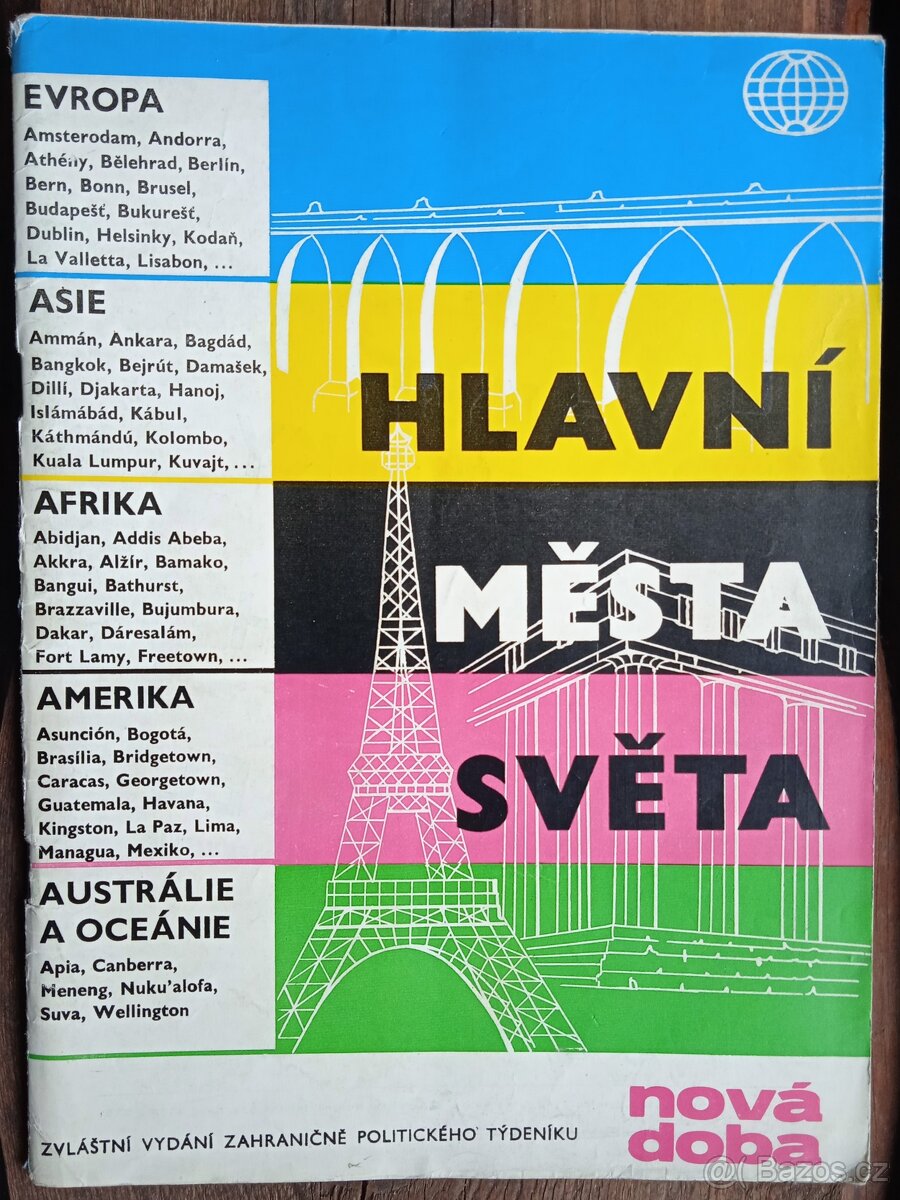 EVROPA
Amsterodam, Andorra,
Athény, Bělehrad, Berlín,
Bern, Bonn, Brusel,
Budapešť, Bukurešť,
Dublin, Helsinky, Kodaň,
La Valletta, Lisabon, ...
ASIE
Ammán, Ankara, Bagdád,
Bangkok, Bejrút, Damašek,
Dillí, Djakarta, Hanoj,
Islámábád, Kábul,
Káthmándú, Kolombo,
Kuala Lumpur, Kuvajt, ...
AFRIKA
Abidjan, Addis Abeba,
Akkra, Alžír, Bamako,
Bangui, Bathurst,
Brazzaville, Bujumbura,
Dakar, Dáresalám,
Fort Lamy, Freetown, ...
AMERIKA
Asunción, Bogotá,
Brasília, Bridgetown,
Caracas, Georgetown,
Guatemala, Havana,
Kingston, La Paz, Lima,
Managua, Mexiko, ...
AUSTRÁLIE
A OCEÁNIE
Apia, Canberra,
Meneng, Nuku'alofa,
Suva, Wellington
HLAVNÍ
MĚSTA
SVĚTA
ZVLÁŠTNÍ VYDÁNÍ ZAHRANIČNĚ POLITICKÉHO TÝDENÍKU
nová
doba
@( Bazos.cz